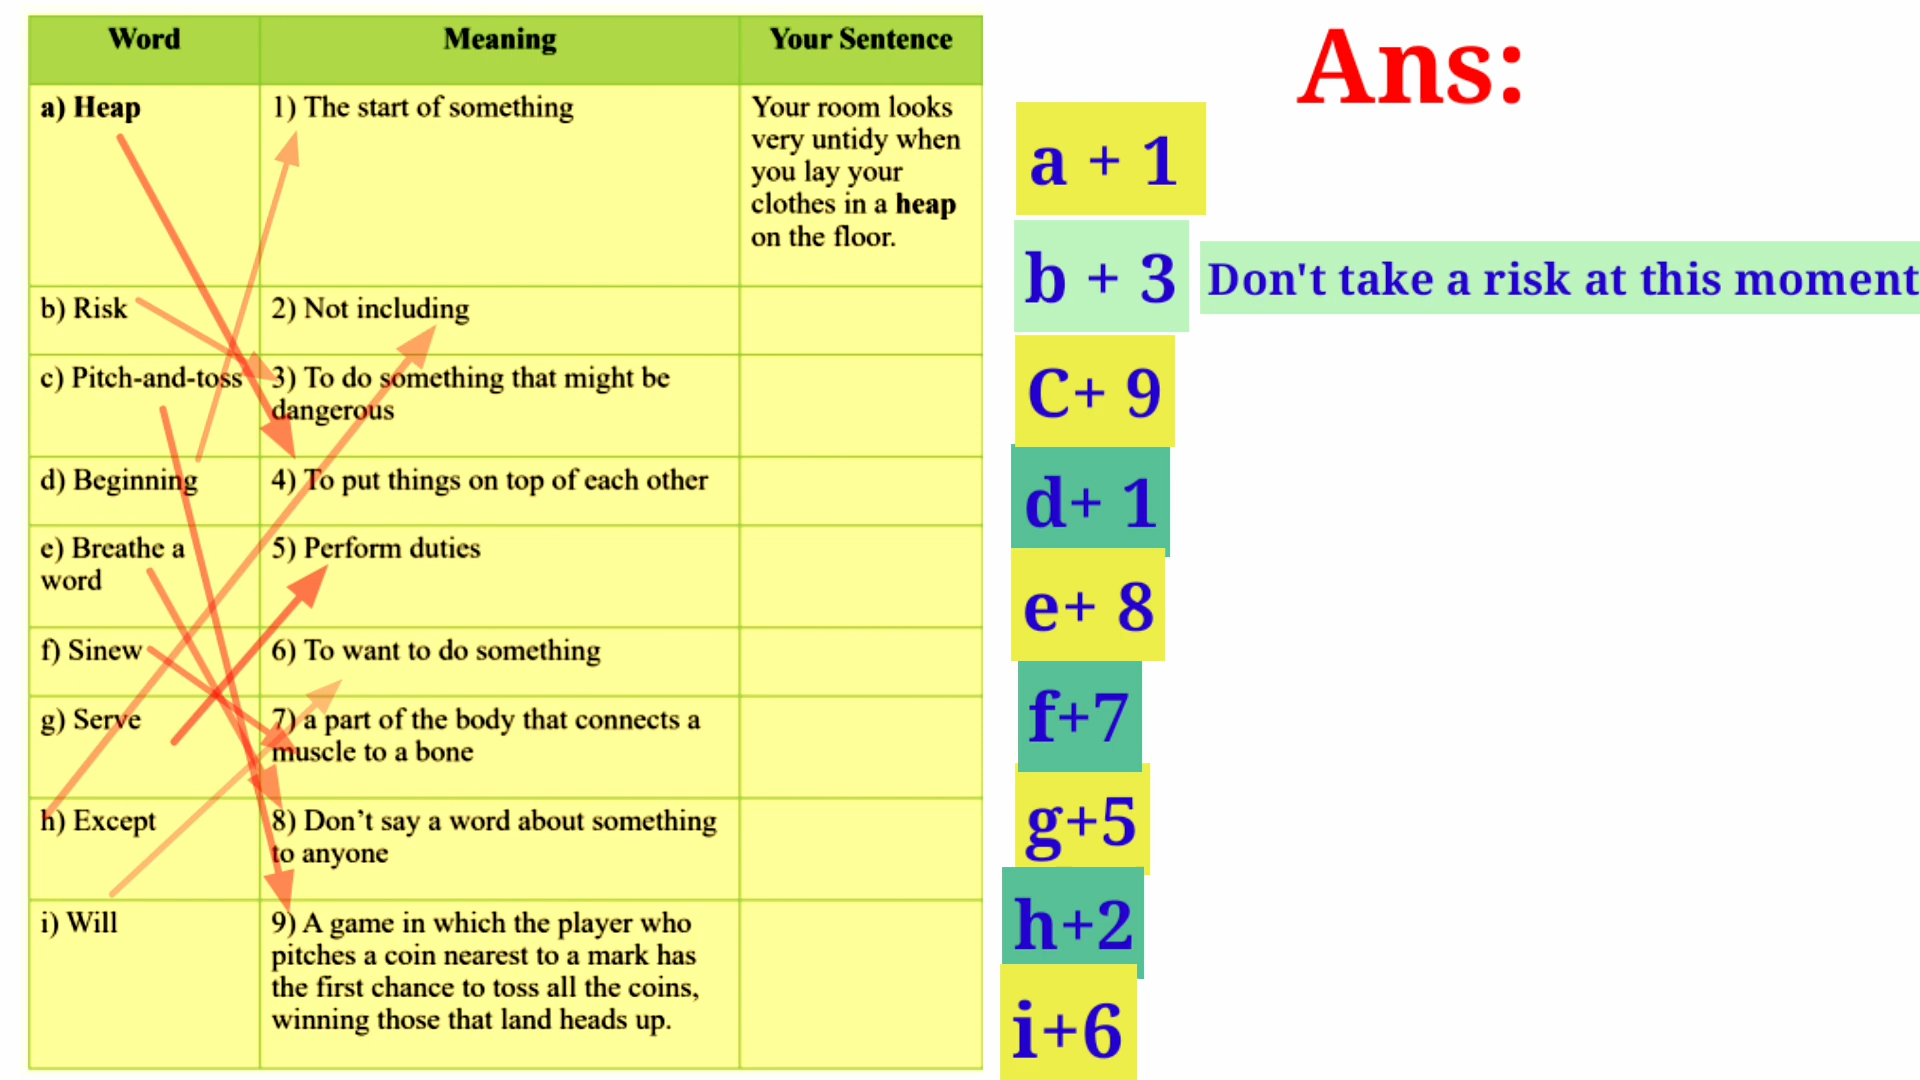 Word Meaning Your Sentence
a) Heap
1) The start of something
Your room looks
very untidy when
you lay your
clothes in a heap
on the floor.
b) Risk
2) Not including
c) Pitch-and-toss
3) To do something that might be
dangerous
d) Beginning
4) To put things on top of each other
e) Breathe a
word
5) Perform duties
f) Sinew
6) To want to do something
g) Serve
7) a part of the body that connects a
muscle to a bone
h) Except
8) Don’t say a word about something
to anyone
i) Will
9) A game in which the player who
pitches a coin nearest to a mark has
the first chance to toss all the coins,
winning those that land heads up.
Ans:
a + 1
b + 3
Don't take a risk at this moment
C+ 9
d+ 1
e+ 8
f+7
g+5
h+2
i+6